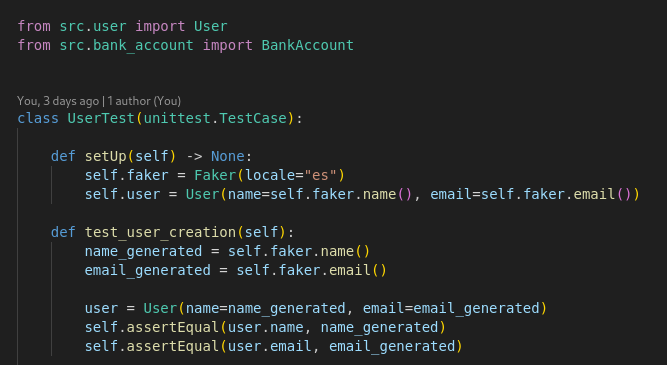 from src.user import User
from src.bank_account import BankAccount
You, 3 days ago | 1 author (You)
class UserTest(unittest.TestCase):
def setUp(self) -> None:
self.faker = Faker(locale="es")
self.user = User(name=self.faker.name(), email=self.faker.email())
def test_user_creation(self):
name_generated = self.faker.name()
email_generated = self.faker.email()
user = User(name=name_generated, email=email_generated)
self.assertEqual(user.name, name_generated)
self.assertEqual(user.email, email_generated)